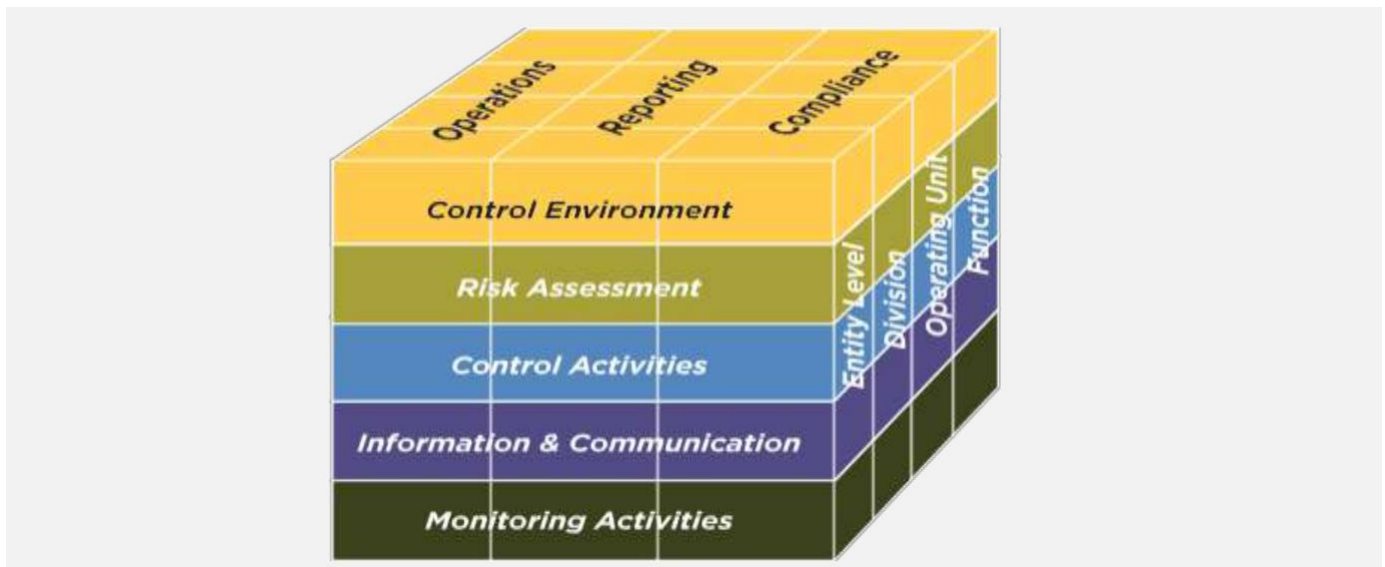 Operations
Reporting
Compliance
Control Environment
Risk Assessment
Control Activities
Information & Communication
Monitoring Activities
Entity Level
Division
Operating Unit
Function